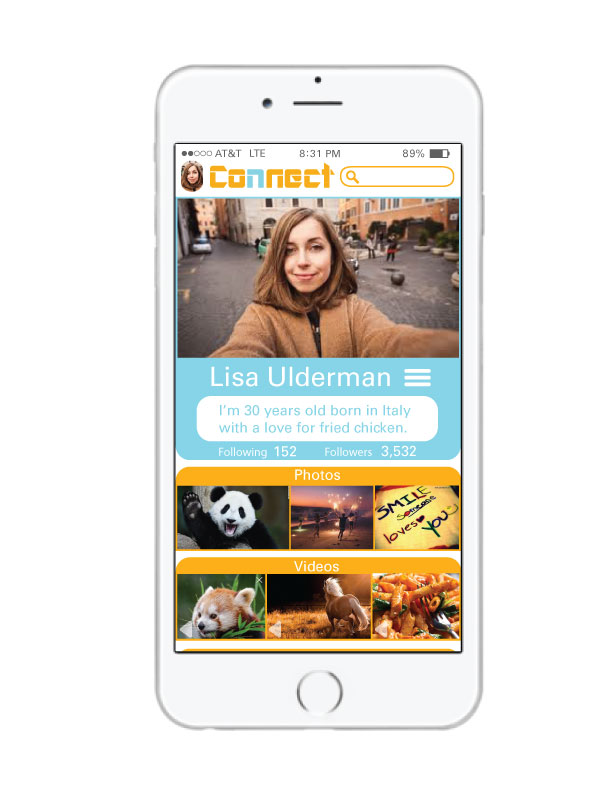 AT&T LTE 8:31 PM 89%
Connect
Lisa Ulderman
I'm 30 years old born in Italy
with a love for fried chicken.
Following 152 Followers 3,532
Photos
SMILE
Someone
loves YOU
Videos